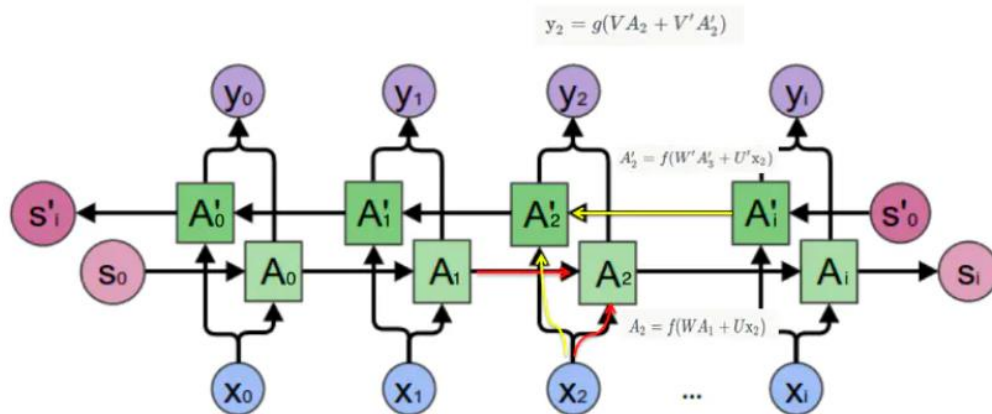 y₂ = g(VA₂ + V′A′₂)
y₀ y₁ y₂ yᵢ
A′₂ = f(W′A′₃ + U′x₂)
s'ᵢ A'₀ A'₁ A'₂ A'ᵢ s'₀
s₀ A₀ A₁ A₂ Aᵢ sᵢ
A₂ = f(WA₁ + Ux₂)
x₀ x₁ x₂ ... xᵢ